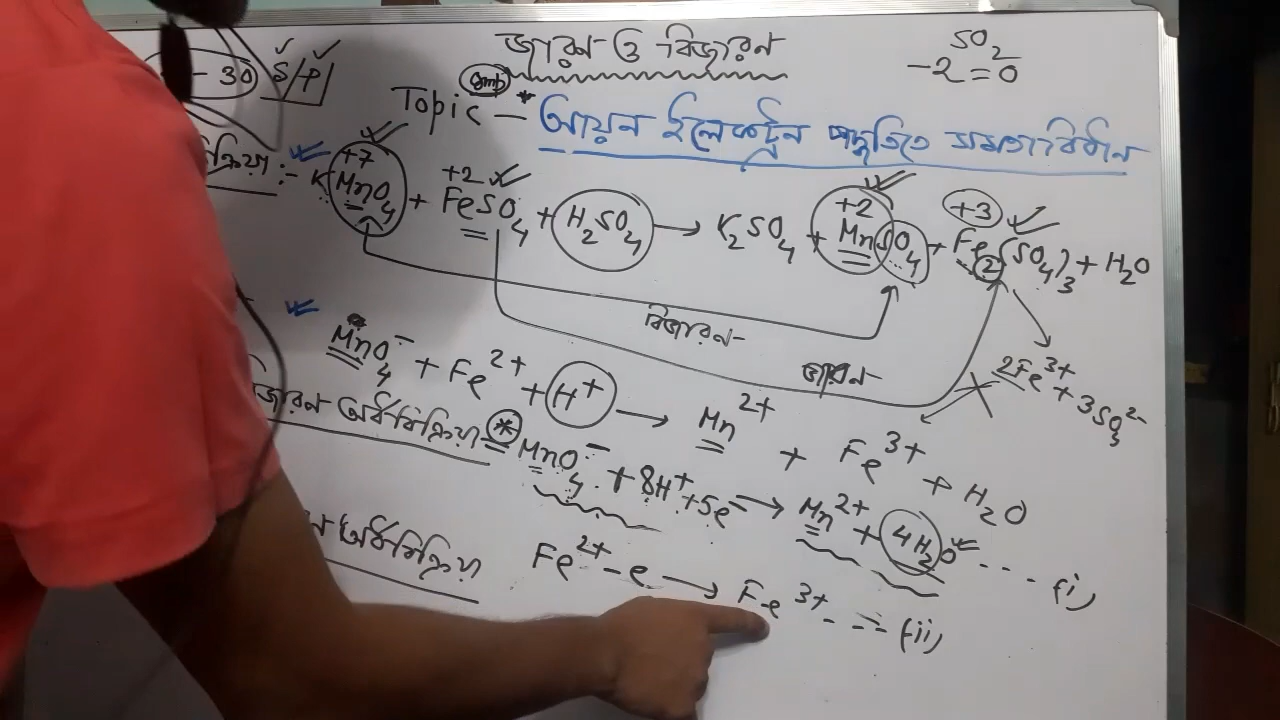 জারণ ও বিজারণ
SO₂
-2 = 0
- 30 S/P
Topic - * আয়ন ইলেকট্রন পদ্ধতিতে সমতাবিধান
+7 +2 +2 +3
KMnO₄ + FeSO₄ + H₂SO₄ → K₂SO₄ + MnSO₄ + Fe₂(SO₄)₃ + H₂O
বিজারণ
জারণ
2Fe³⁺ + 3SO₃²⁻
MnO₄⁻ + Fe²⁺ + H⁺ → Mn²⁺ + Fe³⁺ + H₂O
বিজারণ অর্ধবিক্রিয়া = * MnO₄⁻ + 8H⁺ + 5e⁻ → Mn²⁺ + 4H₂O - - - - (i)
অর্ধবিক্রিয়া Fe²⁺ - e → Fe³⁺ - - - (ii)